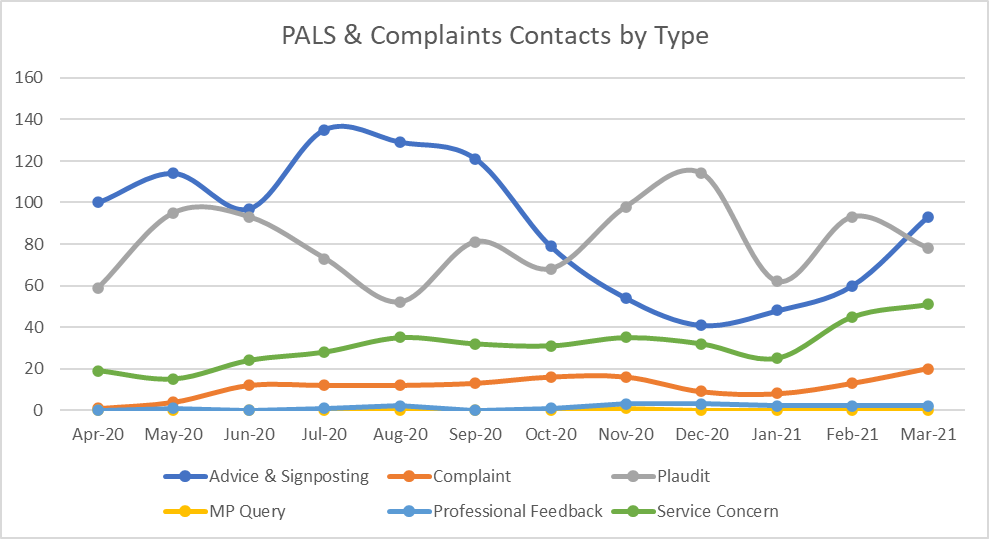 PALS & Complaints Contacts by Type
160
140
120
100
80
60
40
20
0
Apr-20 May-20 Jun-20 Jul-20 Aug-20 Sep-20 Oct-20 Nov-20 Dec-20 Jan-21 Feb-21 Mar-21
Advice & Signposting Complaint Plaudit
MP Query Professional Feedback Service Concern